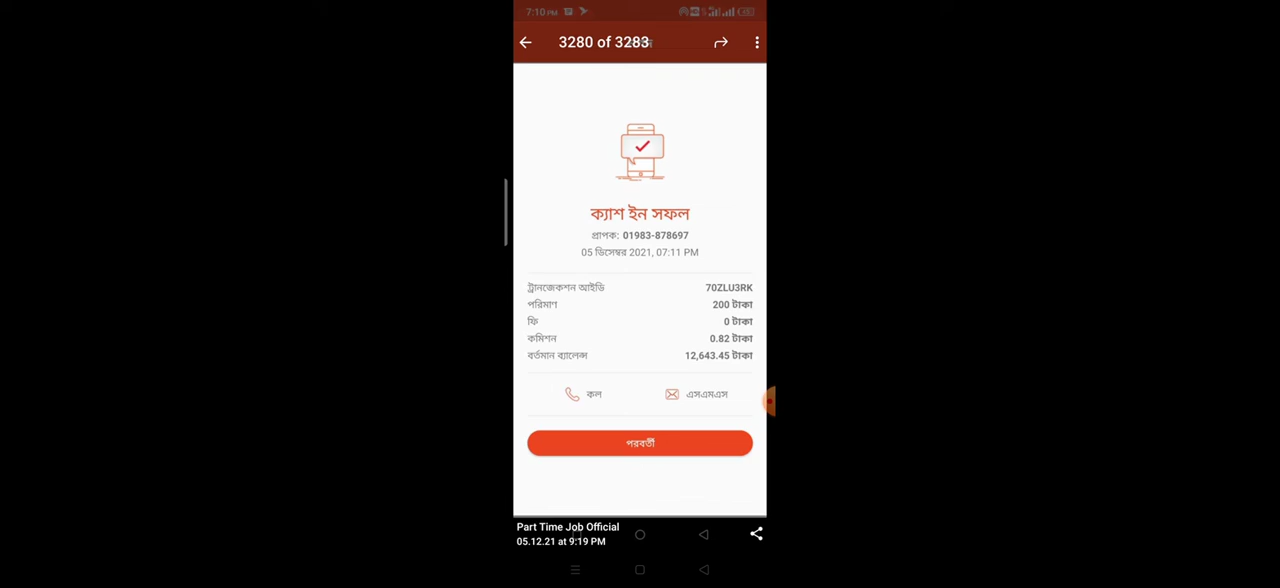 7:10 PM
3280 of 3283
ক্যাশ ইন সফল
প্রাপক: 01983-878697
05 ডিসেম্বর 2021, 07:11 PM
ট্রানজেকশন আইডি 70ZLU3RK
পরিমাণ 200 টাকা
ফি 0 টাকা
কমিশন 0.82 টাকা
বর্তমান ব্যালেন্স 12,643.45 টাকা
কল এসএমএস
পরবর্তী
Part Time Job Official
05.12.21 at 9:19 PM